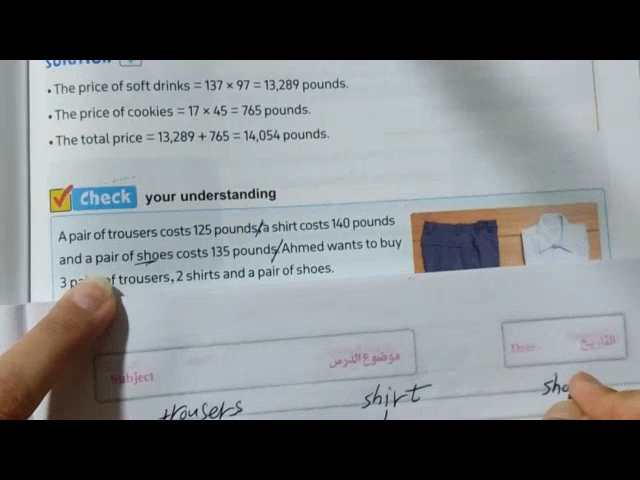 Solution
• The price of soft drinks = 137 × 97 = 13,289 pounds.
• The price of cookies = 17 × 45 = 765 pounds.
• The total price = 13,289 + 765 = 14,054 pounds.
Check your understanding
A pair of trousers costs 125 pounds/a shirt costs 140 pounds
and a pair of shoes costs 135 pounds/Ahmed wants to buy
3 of trousers, 2 shirts and a pair of shoes.
Subject موضوع الدرس
Date التاريخ
trousers shirt